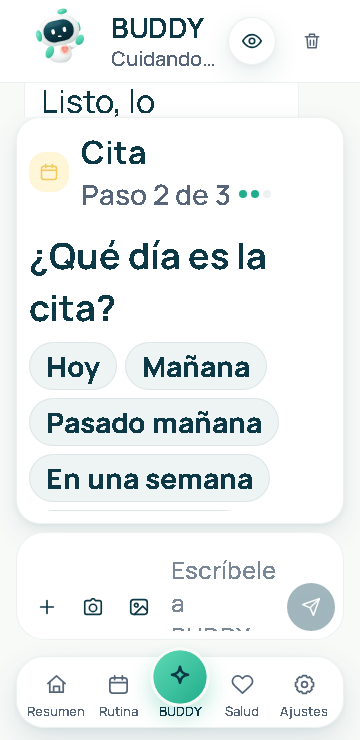 BUDDY
Cuidando...
Listo, lo
Cita
Paso 2 de 3
¿Qué día es la
cita?
Hoy
Mañana
Pasado mañana
En una semana
Escríbele
a
BUDDY
Resumen
Rutina
BUDDY
Salud
Ajustes